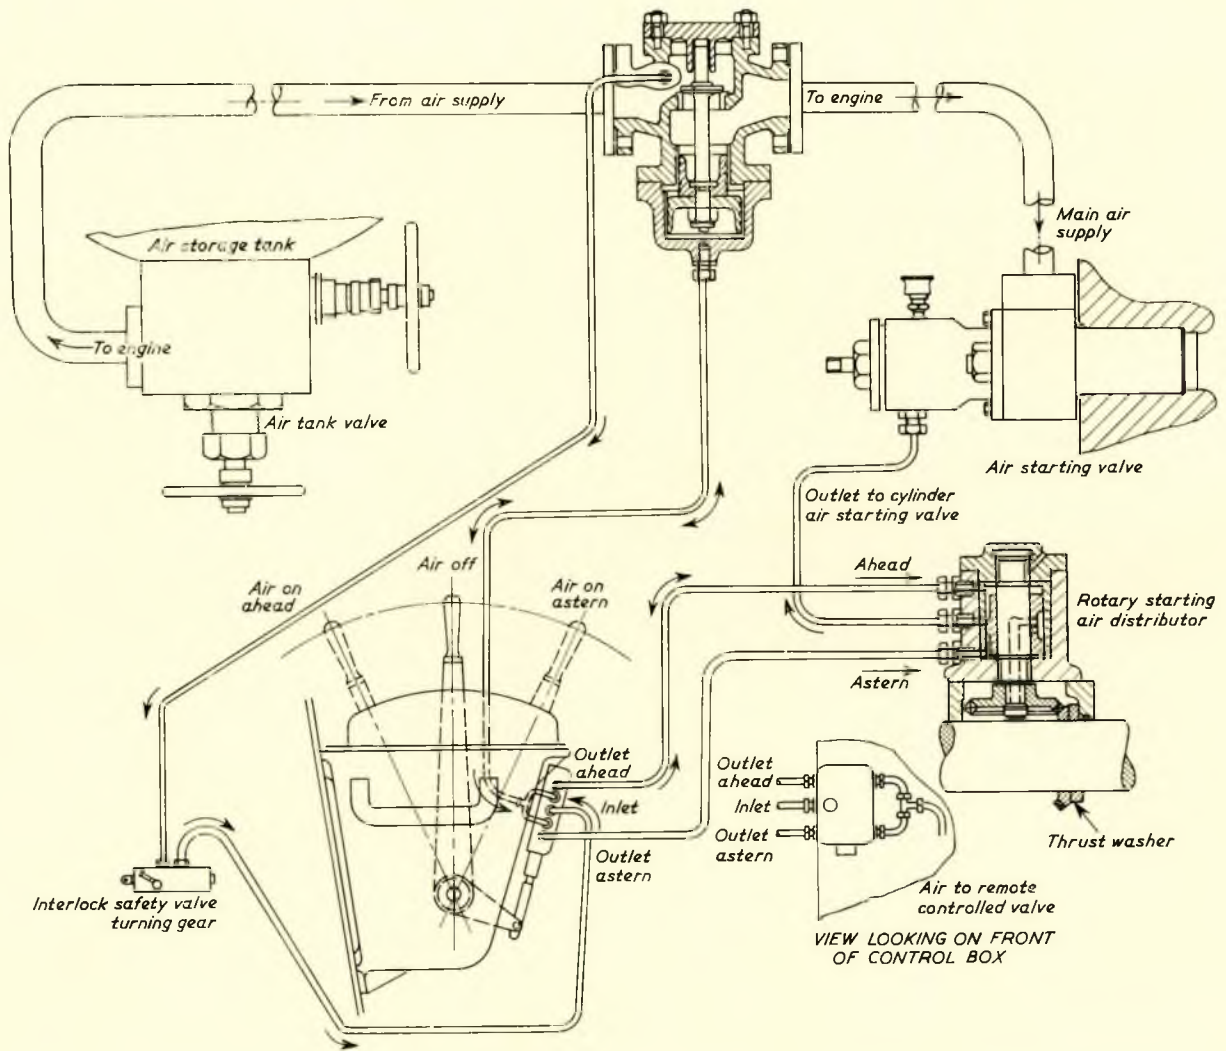 From air supply
To engine
Main air
supply
Air storage tank
To engine
Air tank valve
Air starting valve
Outlet to cylinder
air starting valve
Air off
Air on
ahead
Air on
astern
Ahead
Rotary starting
air distributor
Astern
Outlet
ahead
Inlet
Outlet
astern
Outlet
ahead
Inlet
Outlet
astern
Thrust washer
Air to remote
controlled valve
Interlock safety valve
turning gear
VIEW LOOKING ON FRONT
OF CONTROL BOX